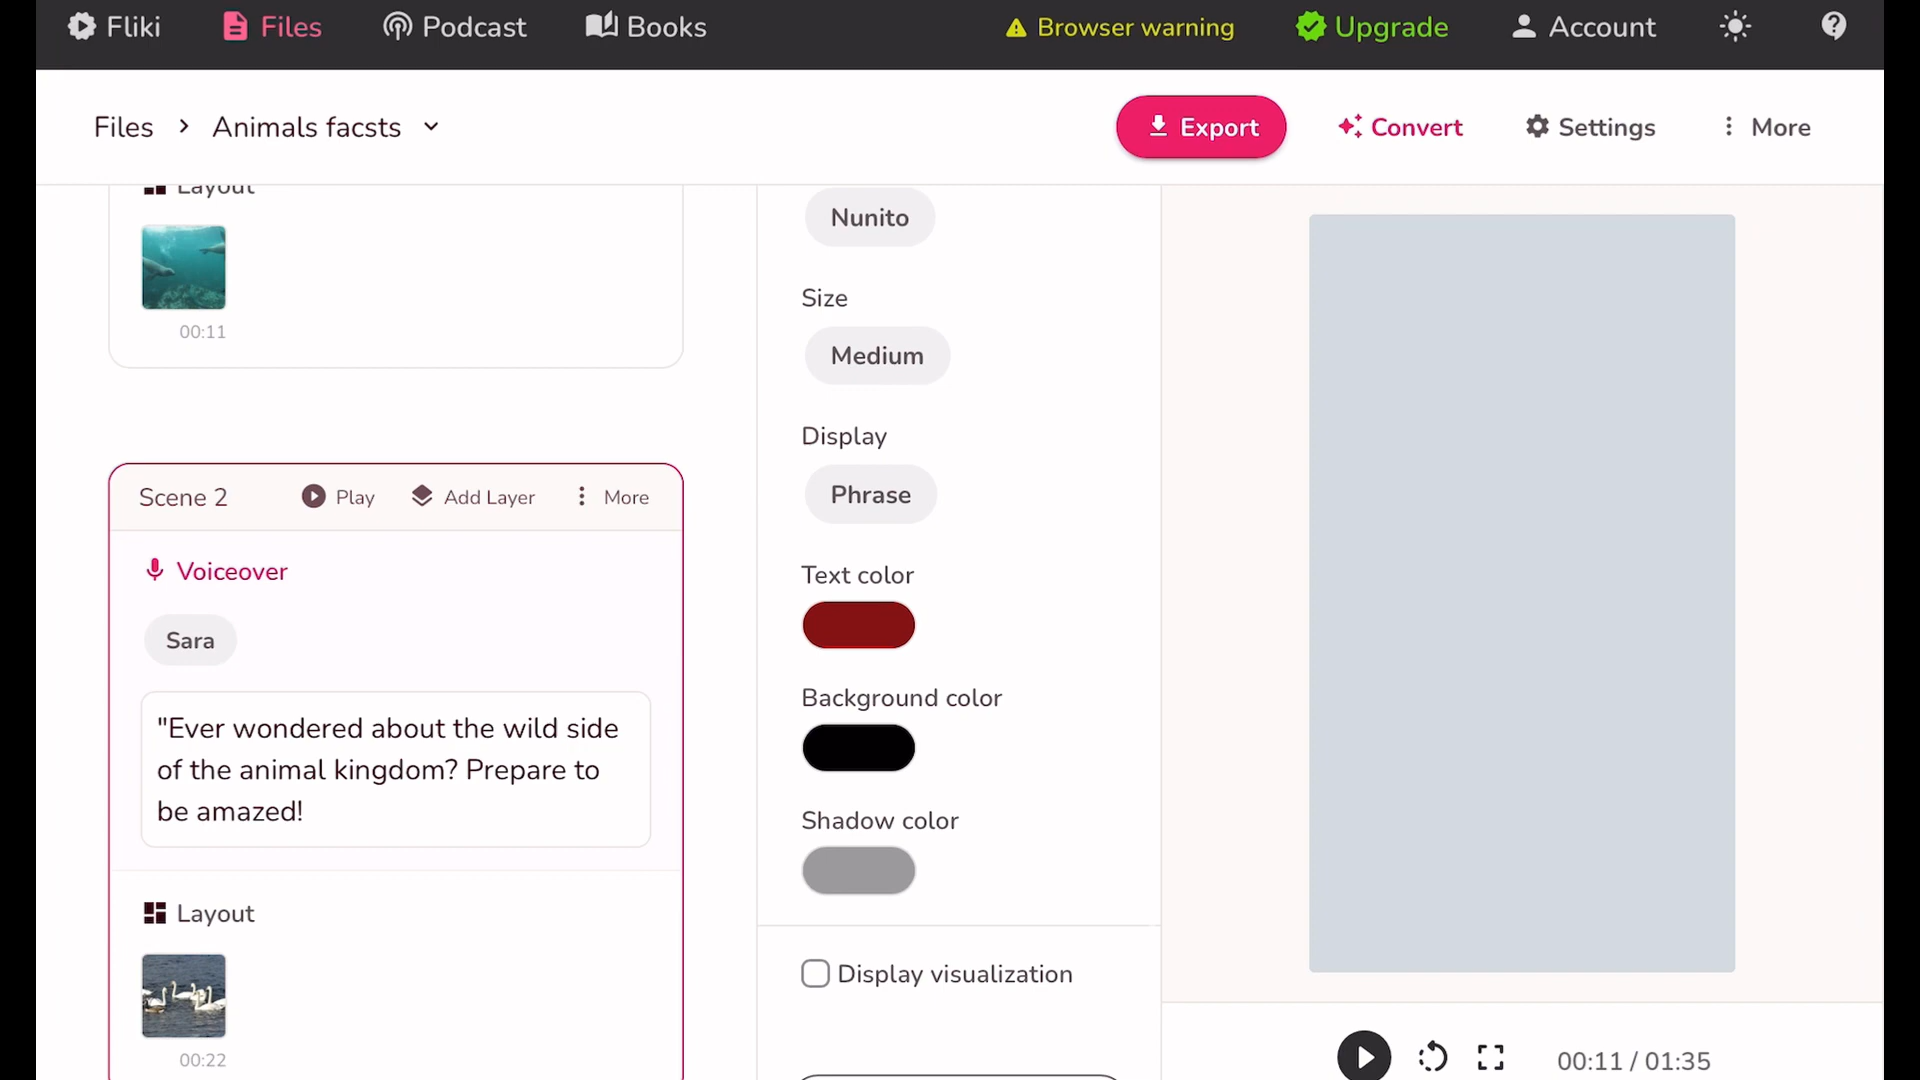 Fliki
Files
Podcast
Books
Browser warning
Upgrade
Account
Files
Animals facsts
Export
Convert
Settings
More
Layout
00:11
Scene 2
Play
Add Layer
More
Voiceover
Sara
"Ever wondered about the wild side
of the animal kingdom? Prepare to
be amazed!
Layout
00:22
Nunito
Size
Medium
Display
Phrase
Text color
Background color
Shadow color
Display visualization
00:11 / 01:35